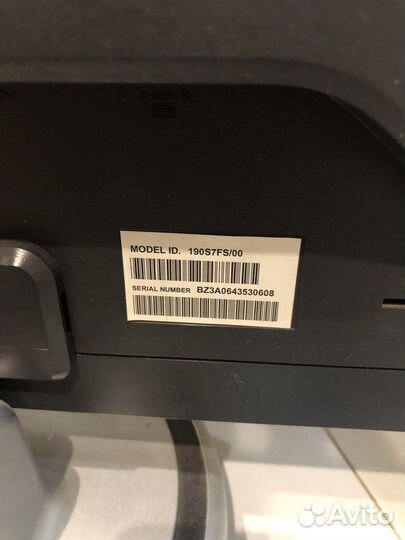 D-SUB
MODEL ID. 190S7FS/00
SERIAL NUMBER BZ3A0643530608
Avito